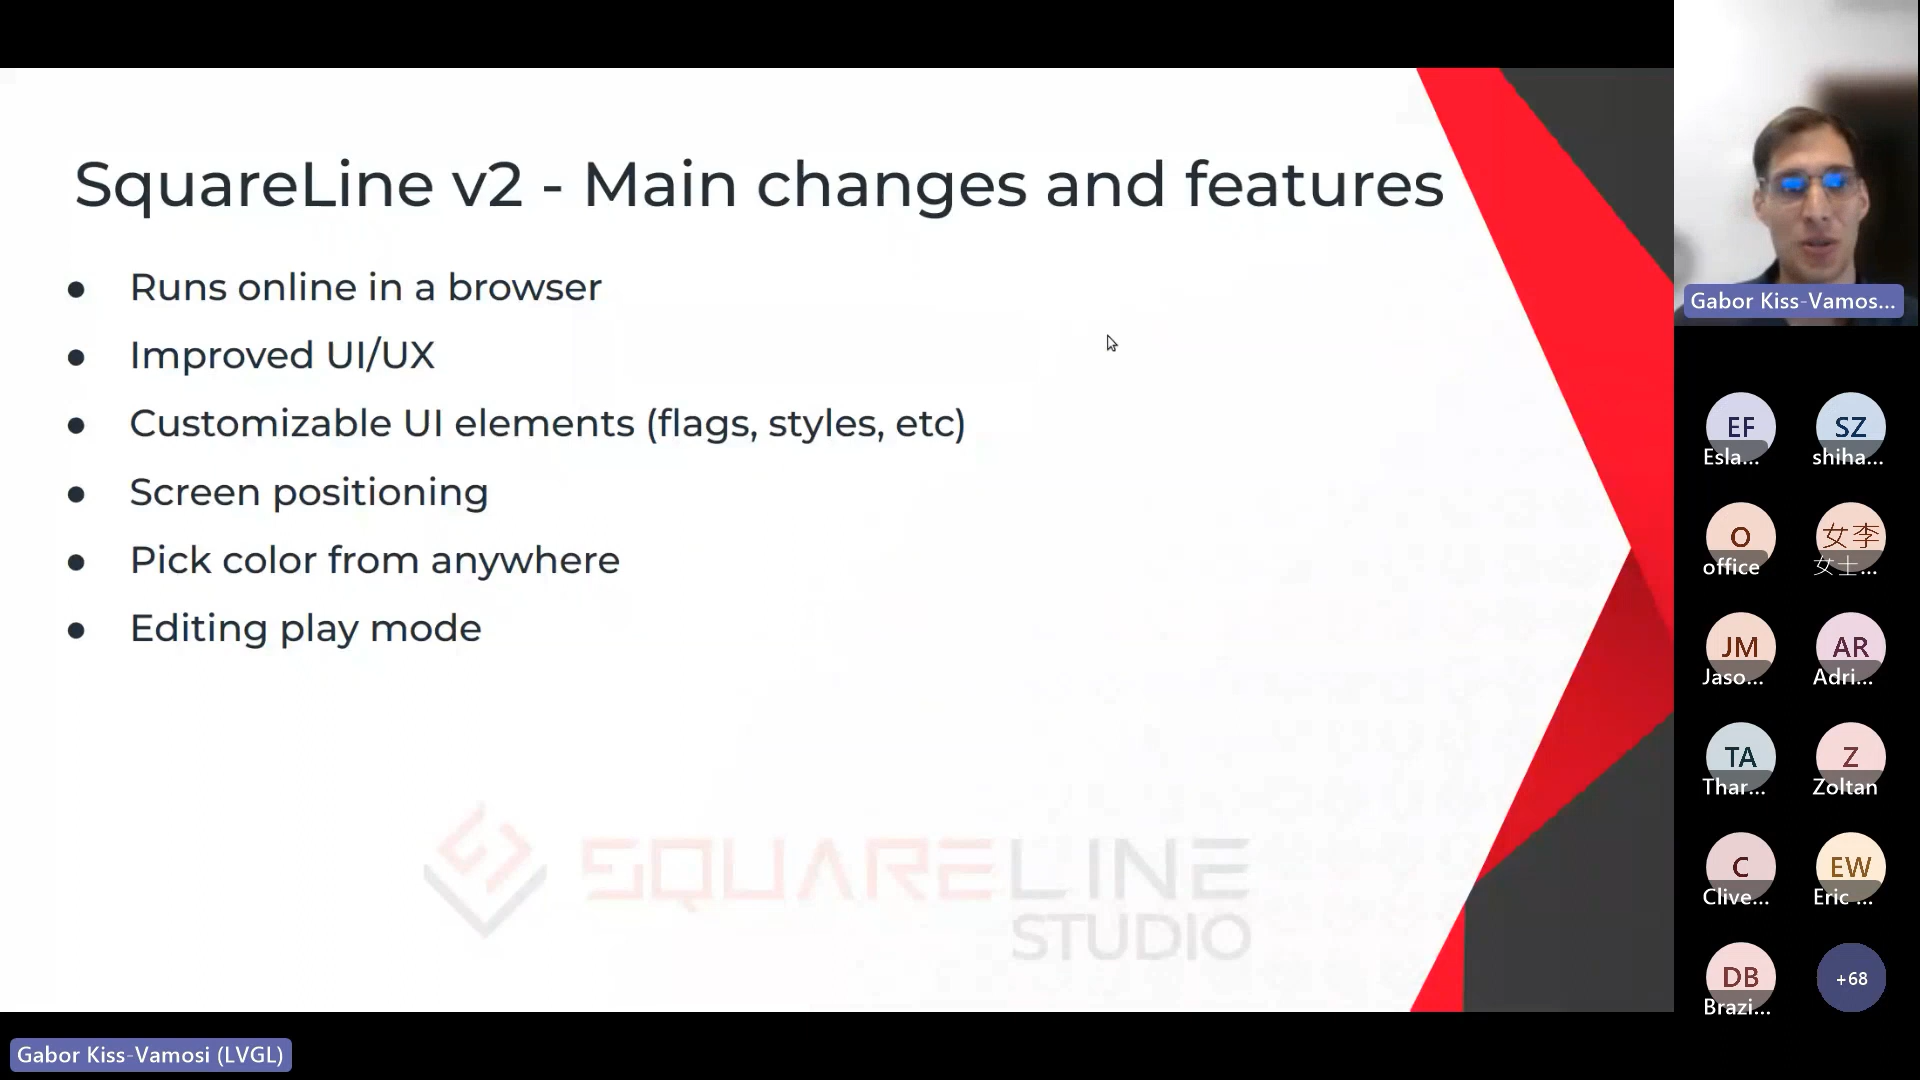 SquareLine v2 - Main changes and features
● Runs online in a browser
● Improved UI/UX
● Customizable UI elements (flags, styles, etc)
● Screen positioning
● Pick color from anywhere
● Editing play mode
SQUARELINE
STUDIO
Gabor Kiss-Vamosi (LVGL)
Gabor Kiss-Vamos...
EF
Esla...
SZ
shiha...
O
office
女李
女士...
JM
Jaso...
AR
Adri...
TA
Thar...
Z
Zoltan
C
Clive...
EW
Eric ...
DB
Brazi...
+68